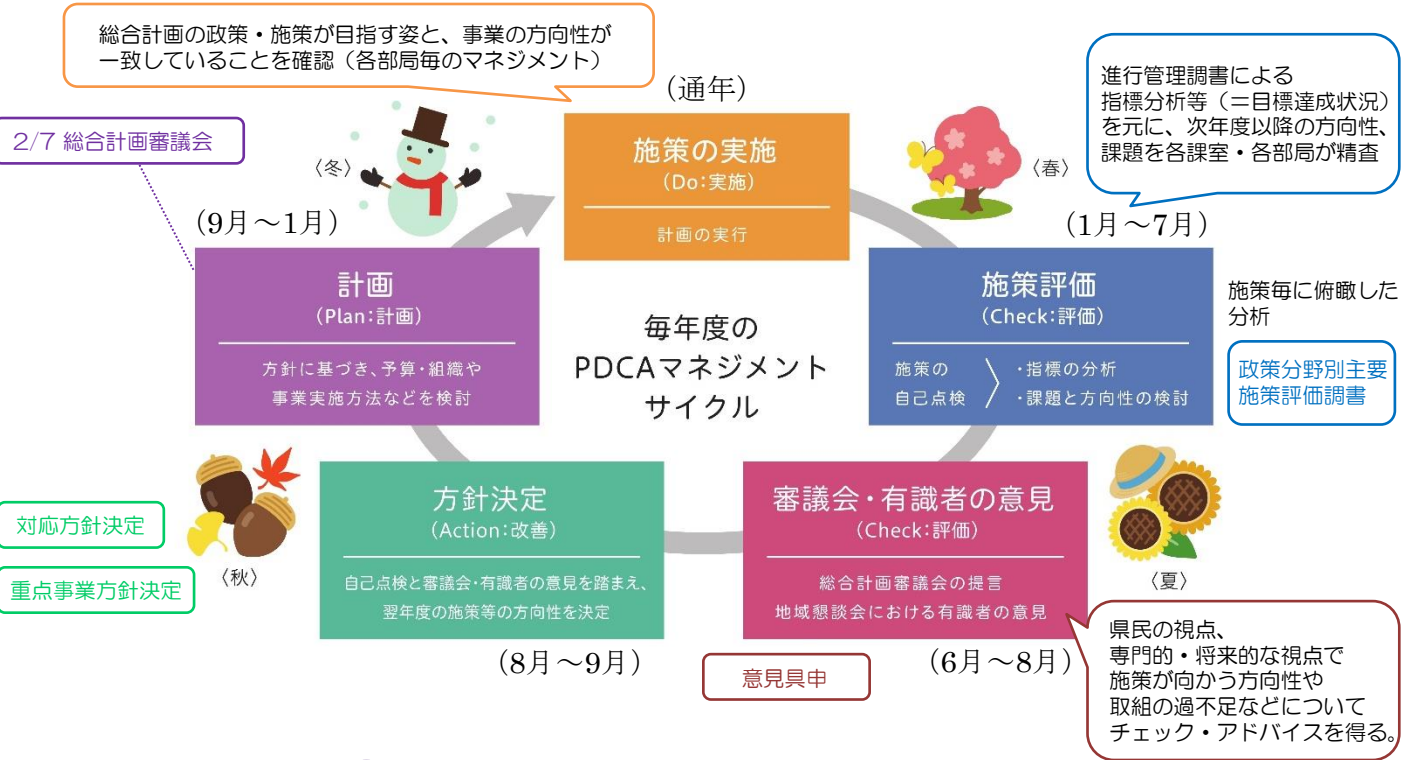 総合計画の政策・施策が目指す姿と、事業の方向性が
一致していることを確認（各部局毎のマネジメント）
（通年）
進行管理調書による
指標分析等（＝目標達成状況）
を元に、次年度以降の方向性、
課題を各課室・各部局が精査
2/7 総合計画審議会
〈冬〉
施策の実施
(Do:実施)
計画の実行
〈春〉
（9月～1月）
（1月～7月）
計画
(Plan:計画)
方針に基づき、予算・組織や
事業実施方法などを検討
毎年度の
PDCAマネジメント
サイクル
施策評価
(Check:評価)
施策の
自己点検
・指標の分析
・課題と方向性の検討
施策毎に俯瞰した
分析
政策分野別主要
施策評価調書
対応方針決定
重点事業方針決定
〈秋〉
方針決定
(Action:改善)
自己点検と審議会・有識者の意見を踏まえ、
翌年度の施策等の方向性を決定
（8月～9月）
審議会・有識者の意見
(Check:評価)
総合計画審議会の提言
地域懇談会における有識者の意見
〈夏〉
（6月～8月）
意見具申
県民の視点、
専門的・将来的な視点で
施策が向かう方向性や
取組の過不足などについて
チェック・アドバイスを得る。